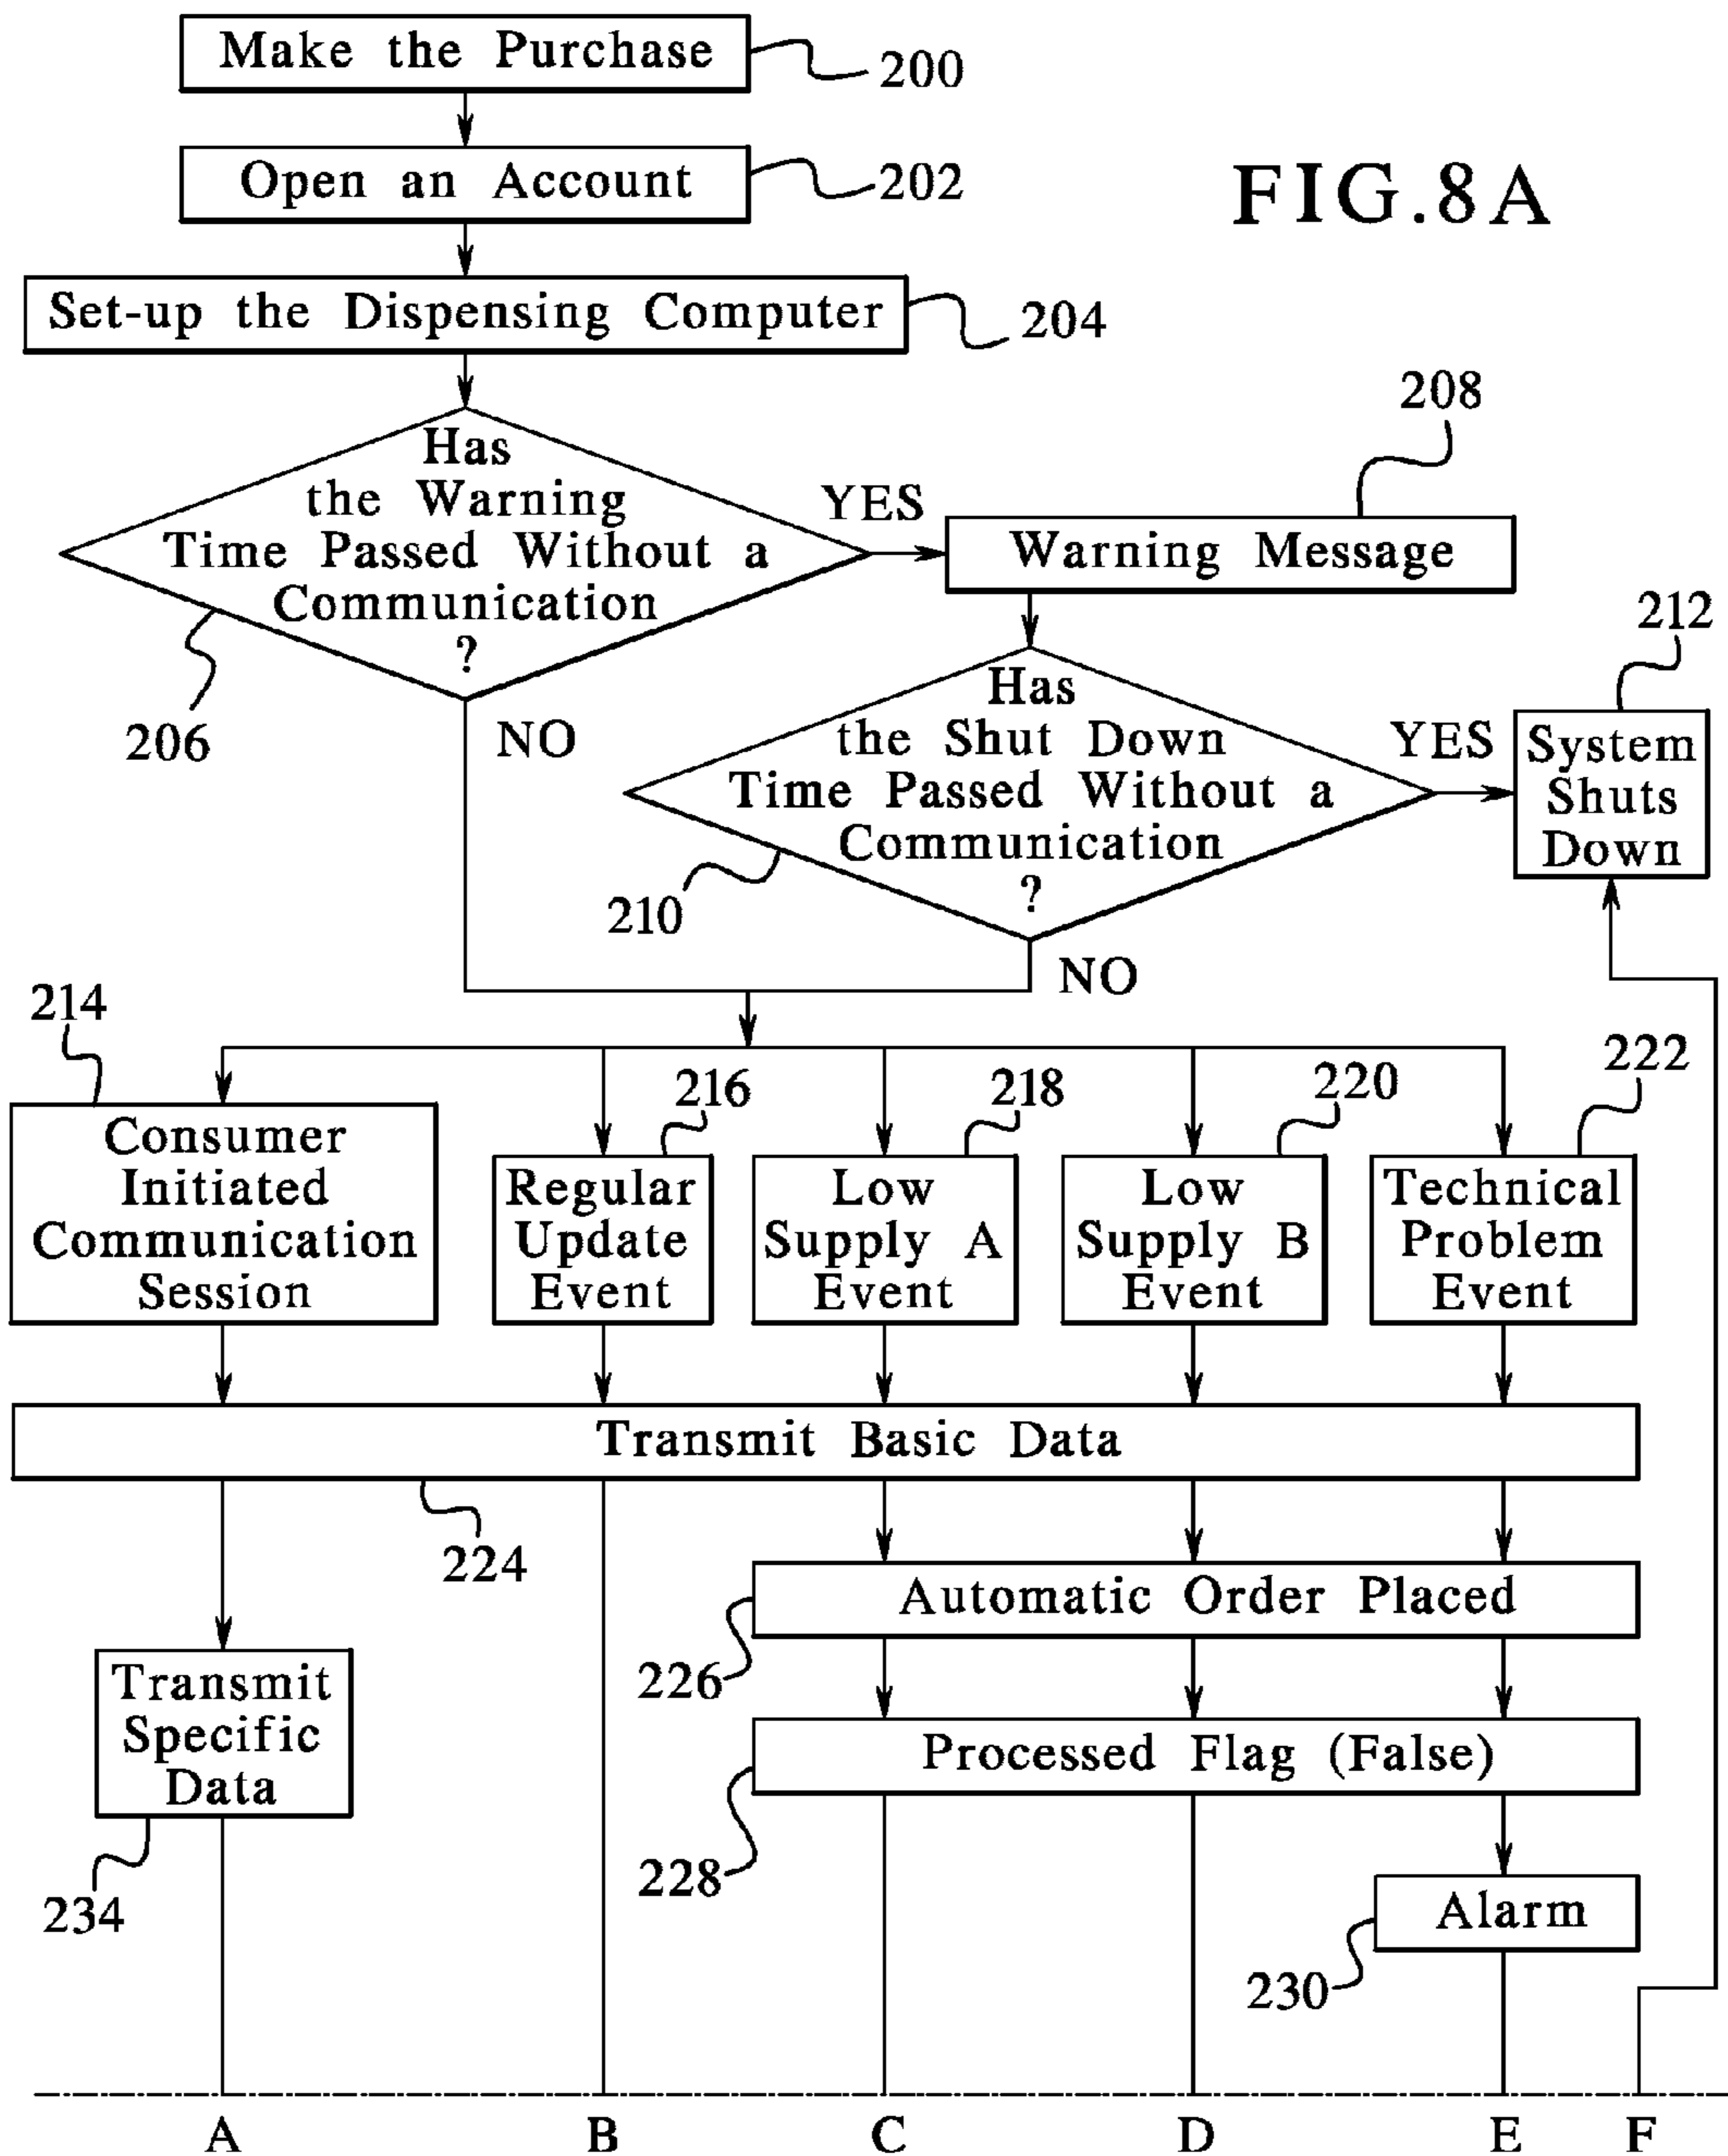 Make the Purchase
200
Open an Account
202
FIG.8A
Set-up the Dispensing Computer
204
208
Has
the Warning
Time Passed Without a
Communication
?
YES
Warning Message
206
NO
212
Has
the Shut Down
Time Passed Without a
Communication
?
YES
System
Shuts
Down
210
NO
214
216
218
220
222
Consumer
Initiated
Communication
Session
Regular
Update
Event
Low
Supply A
Event
Low
Supply B
Event
Technical
Problem
Event
Transmit Basic Data
224
Automatic Order Placed
226
Transmit
Specific
Data
234
Processed Flag (False)
228
Alarm
230
A
B
C
D
E
F